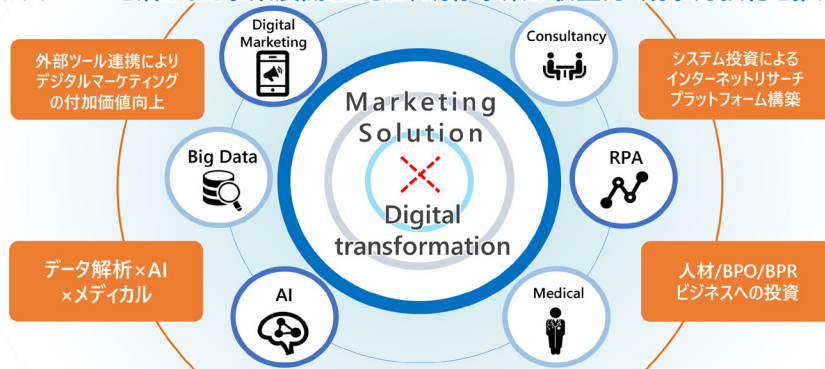 Digital
Marketing
Consultancy
外部ツール連携により
デジタルマーケティング
の付加価値向上
システム投資による
インターネットリサーチ
プラットフォーム構築
Marketing
Solution
Big Data
RPA
Digital
transformation
データ解析×AI
×メディカル
人材/BPO/BPR
ビジネスへの投資
AI
Medical